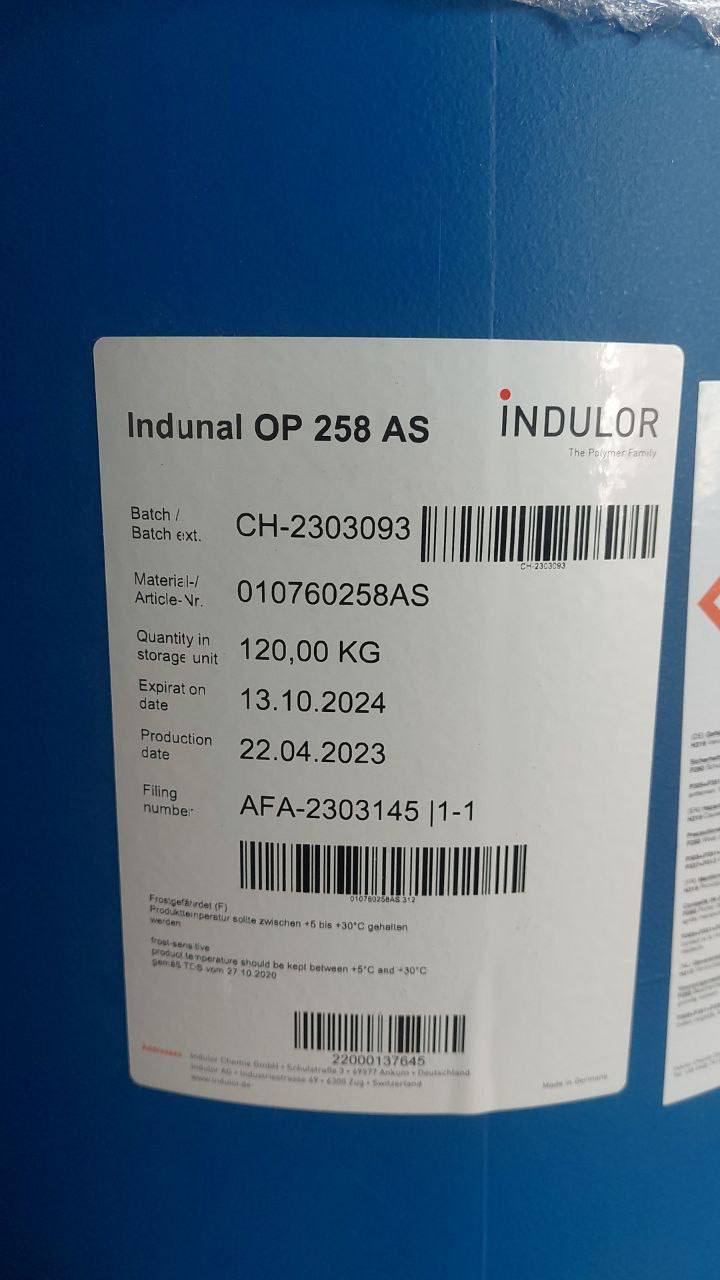 Indunal OP 258 AS
INDULOR
The Polymer Family
Batch /
Batch ext.
CH-2303093
CH-2303093
Material-/
Article-Nr.
010760258AS
Quantity in
storage unit
120,00 KG
Expiration
date
13.10.2024
Production
date
22.04.2023
Filing
number
AFA-2303145 |1-1
010760258AS 312
Frostgefährdet (F)
Produkttemperatur sollte zwischen +5 bis +30°C gehalten
werden
frost-sensitive
product temperature should be kept between +5°C and +30°C
gemäß TDS vom 27.10.2020
22000137645
Addresses
Indulor Chemie GmbH • Schulstraße 3 • 49577 Ankum • Deutschland
Indulor AG • Industriestrasse 49 • 6300 Zug • Switzerland
www.indulor.de
Made in Germany